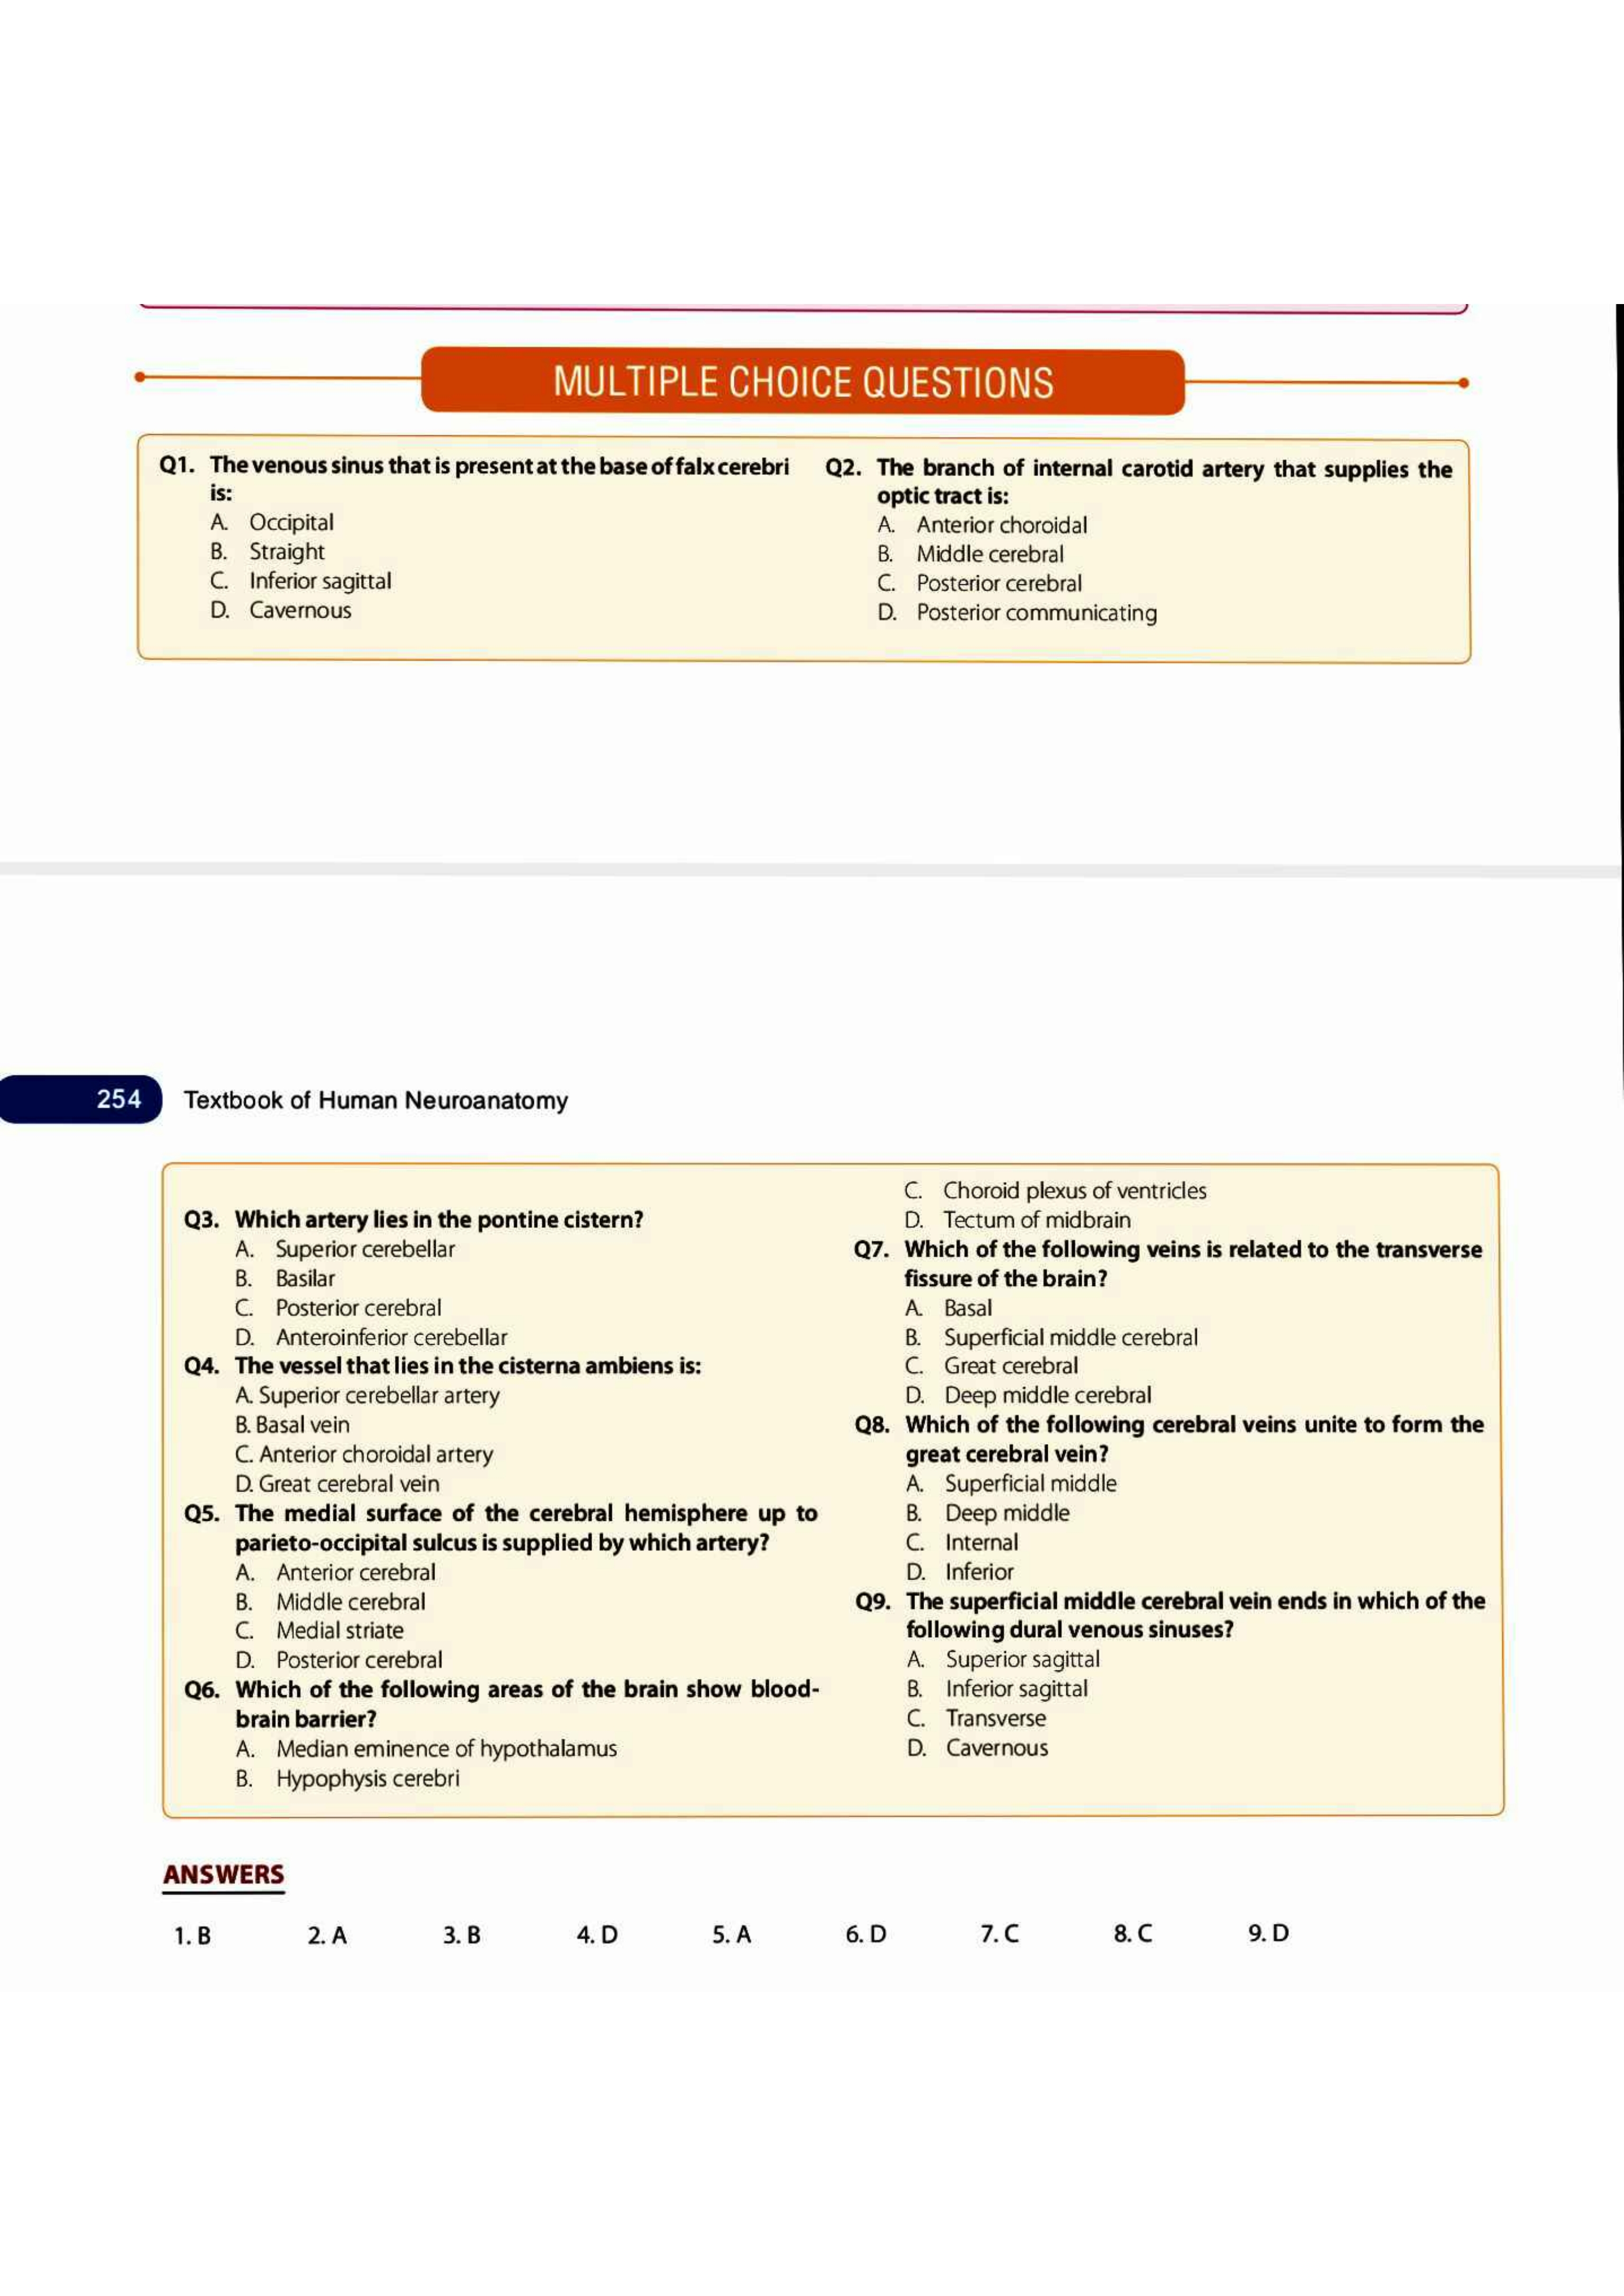 MULTIPLE CHOICE QUESTIONS
Q1. The venous sinus that is present at the base of falx cerebri
is:
A. Occipital
B. Straight
C. Inferior sagittal
D. Cavernous
Q2. The branch of internal carotid artery that supplies the
optic tract is:
A. Anterior choroidal
B. Middle cerebral
C. Posterior cerebral
D. Posterior communicating
254 Textbook of Human Neuroanatomy
Q3. Which artery lies in the pontine cistern?
A. Superior cerebellar
B. Basilar
C. Posterior cerebral
D. Anteroinferior cerebellar
Q4. The vessel that lies in the cisterna ambiens is:
A. Superior cerebellar artery
B. Basal vein
C. Anterior choroidal artery
D. Great cerebral vein
Q5. The medial surface of the cerebral hemisphere up to
parieto-occipital sulcus is supplied by which artery?
A. Anterior cerebral
B. Middle cerebral
C. Medial striate
D. Posterior cerebral
Q6. Which of the following areas of the brain show blood-
brain barrier?
A. Median eminence of hypothalamus
B. Hypophysis cerebri
C. Choroid plexus of ventricles
D. Tectum of midbrain
Q7. Which of the following veins is related to the transverse
fissure of the brain?
A. Basal
B. Superficial middle cerebral
C. Great cerebral
D. Deep middle cerebral
Q8. Which of the following cerebral veins unite to form the
great cerebral vein?
A. Superficial middle
B. Deep middle
C. Internal
D. Inferior
Q9. The superficial middle cerebral vein ends in which of the
following dural venous sinuses?
A. Superior sagittal
B. Inferior sagittal
C. Transverse
D. Cavernous
ANSWERS
1. B 2. A 3. B 4. D 5. A 6. D 7. C 8. C 9. D